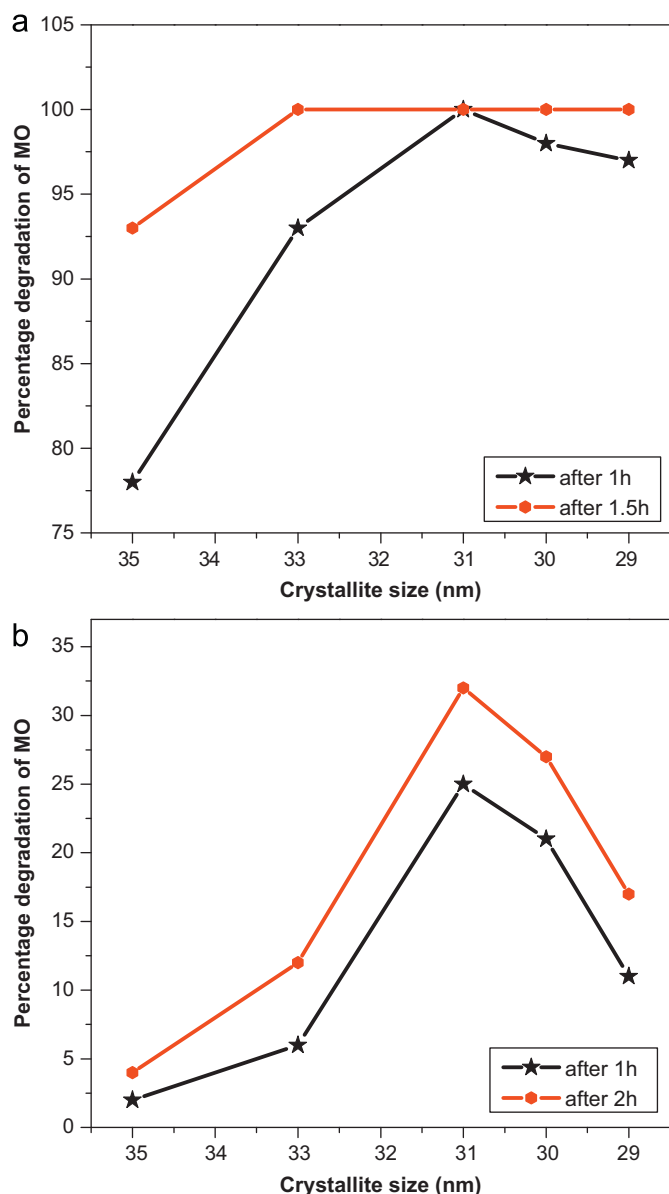 a
105
100
95
90
85
80
75
Percentage degradation of MO
35 34 33 32 31 30 29
Crystallite size (nm)
after 1h
after 1.5h
b
35
30
25
20
15
10
5
0
Percentage degradation of MO
35 34 33 32 31 30 29
Crystallite size (nm)
after 1h
after 2h